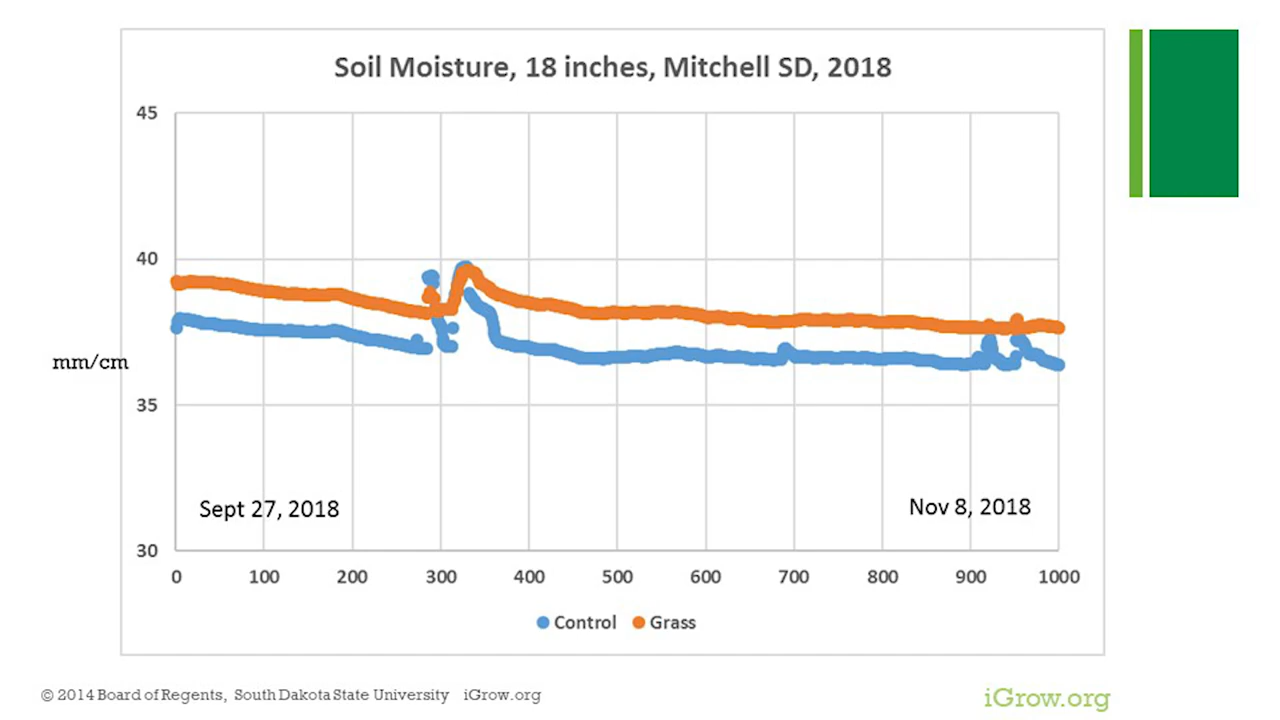 Soil Moisture, 18 inches, Mitchell SD, 2018
45
40
mm/cm
35
Sept 27, 2018
Nov 8, 2018
30
0 100 200 300 400 500 600 700 800 900 1000
Control Grass
© 2014 Board of Regents, South Dakota State University iGrow.org
iGrow.org